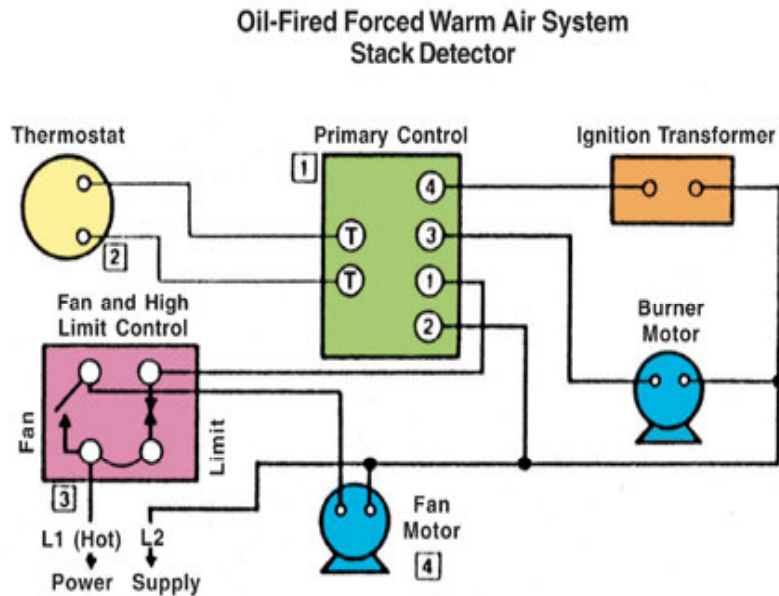 Oil-Fired Forced Warm Air System
Stack Detector
Thermostat
Primary Control
Ignition Transformer
1
4
T
3
2
T
1
Fan and High
Limit Control
2
Burner
Motor
Fan
Limit
3
Fan
Motor
L1 (Hot)
L2
4
Power
Supply